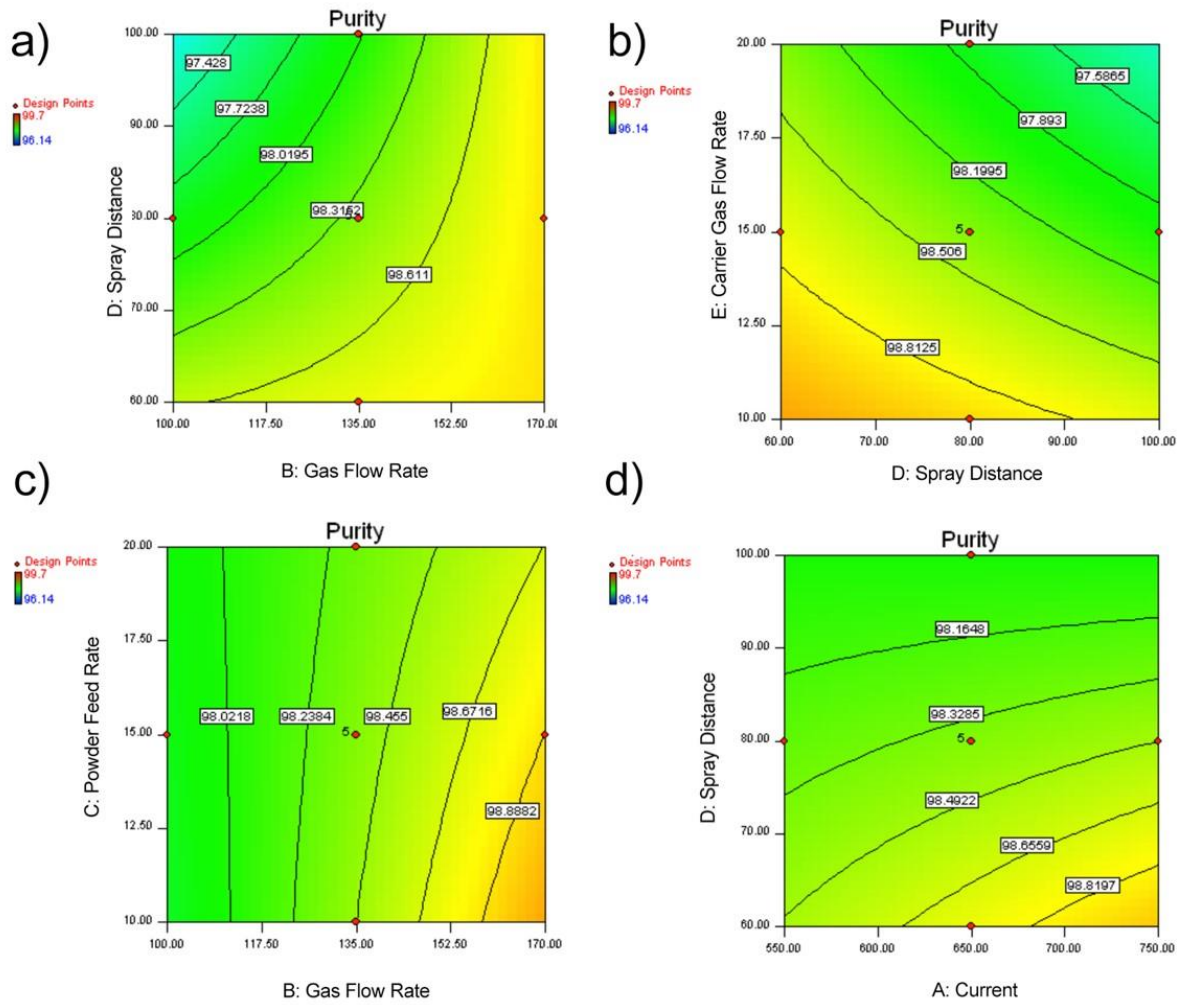 a)
Purity
Design Points
99.7
96.14
D: Spray Distance
100.00
90.00
80.00
70.00
60.00
97.428
97.7238
98.0195
98.3152
5
98.611
100.00 117.50 135.00 152.50 170.00
B: Gas Flow Rate
b)
Purity
Design Points
99.7
96.14
E: Carrier Gas Flow Rate
20.00
17.50
15.00
12.50
10.00
97.5865
97.893
98.1995
5
98.506
98.8125
60.00 70.00 80.00 90.00 100.00
D: Spray Distance
c)
Purity
Design Points
99.7
96.14
C: Powder Feed Rate
20.00
17.50
15.00
12.50
10.00
98.0218 98.2384 98.455 98.6716
5
98.8882
100.00 117.50 135.00 152.50 170.00
B: Gas Flow Rate
d)
Purity
Design Points
99.7
96.14
D: Spray Distance
100.00
90.00
80.00
70.00
60.00
98.1648
98.3285
5
98.4922
98.6559
98.8197
550.00 600.00 650.00 700.00 750.00
A: Current